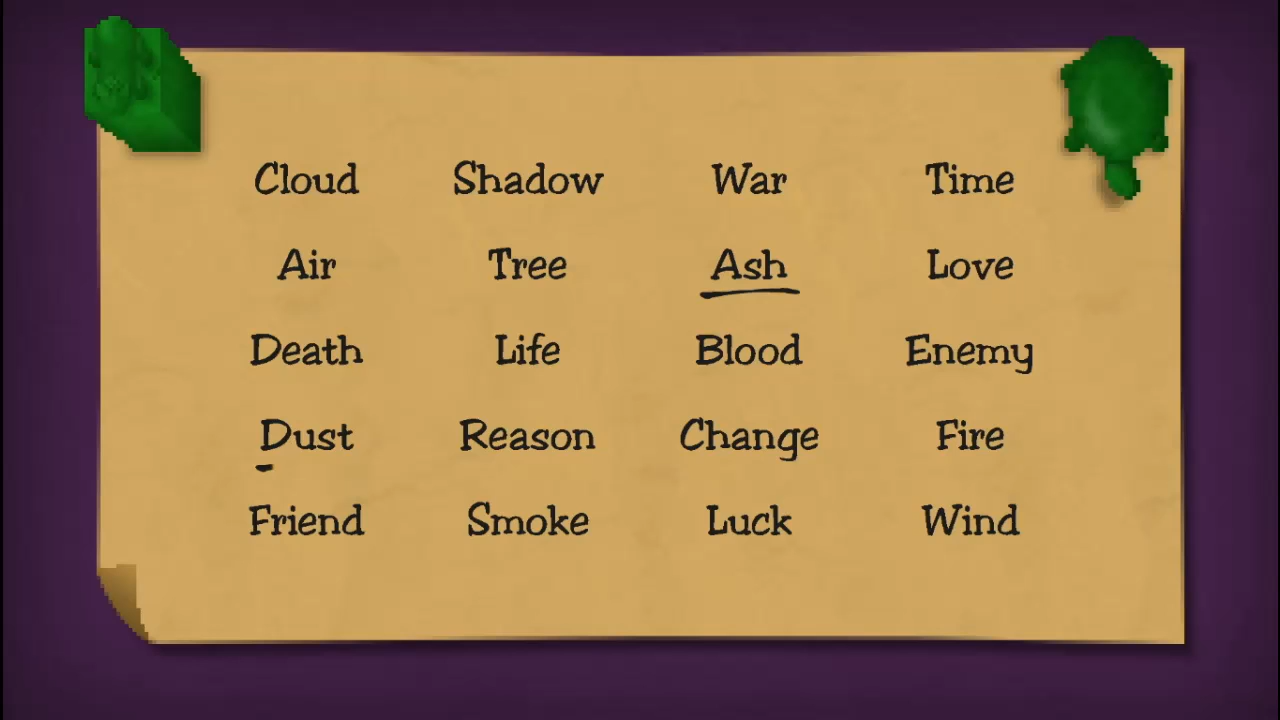 Cloud Shadow War Time
Air Tree Ash Love
Death Life Blood Enemy
Dust Reason Change Fire
Friend Smoke Luck Wind